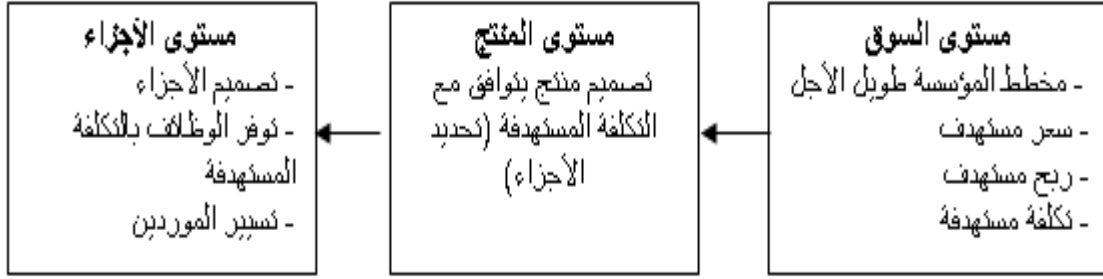 مستوى السوق
- مخطط المؤسسة طويل الأجل
- سعر مستهدف
- ربح مستهدف
- تكلفة مستهدفة
مستوى المنتج
تصميم منتج يتوافق مع
التكلفة المستهدفة (تحديد
الأجزاء)
مستوى الأجزاء
- تصميم الأجزاء
- توفر الوظائف بالتكلفة
المستهدفة
- تسيير الموردين